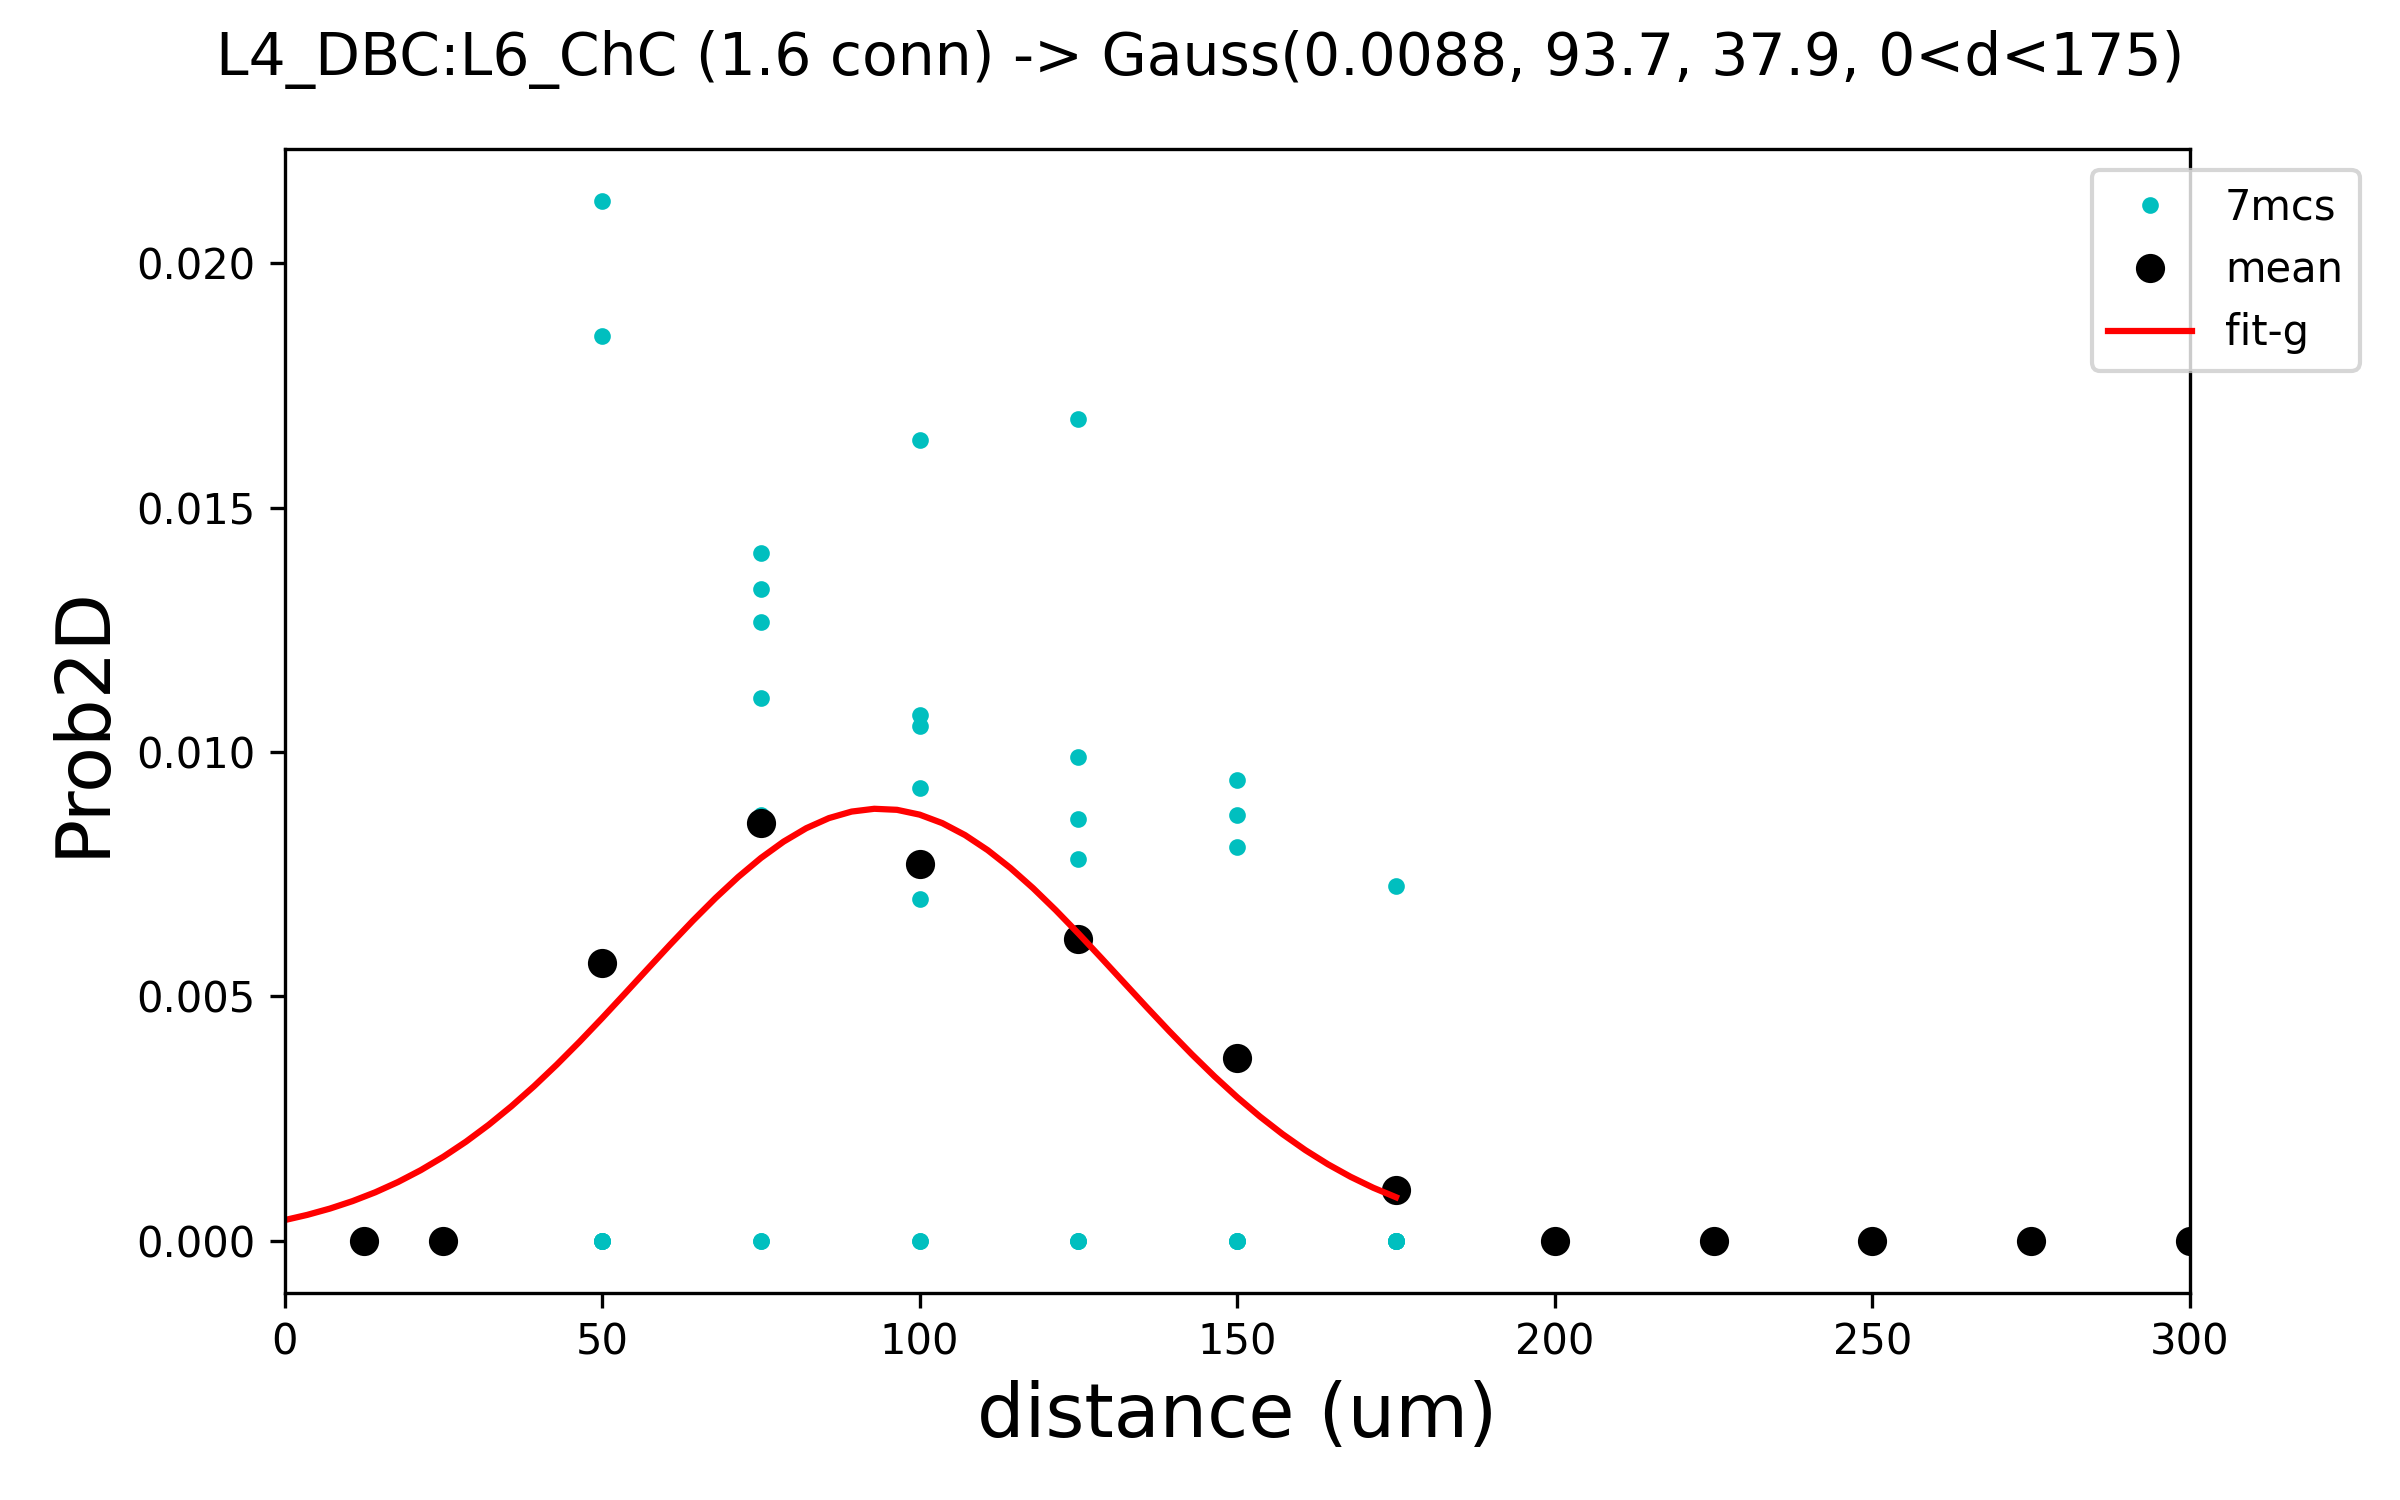 L4_DBC:L6_ChC (1.6 conn) -> Gauss(0.0088, 93.7, 37.9, 0<d<175)
7mcs
mean
fit-g
Prob2D
0.020
0.015
0.010
0.005
0.000
0 50 100 150 200 250 300
distance (um)